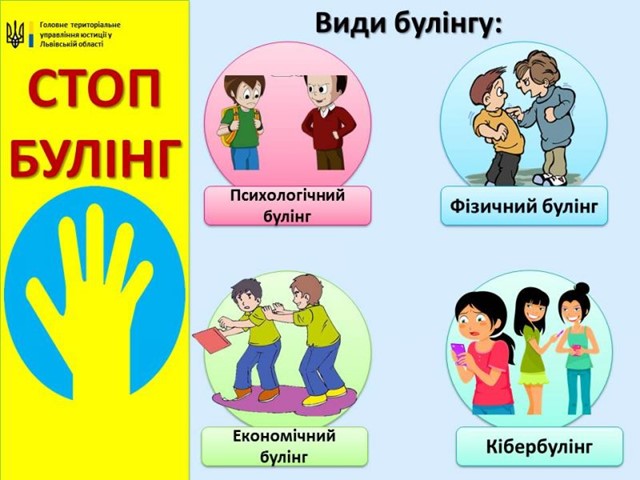 Головне територіальне
управління юстиції у
Львівській області
СТОП
БУЛІНГ
Види булінгу:
Психологічний
булінг
Фізичний булінг
Економічний
булінг
Кібербулінг